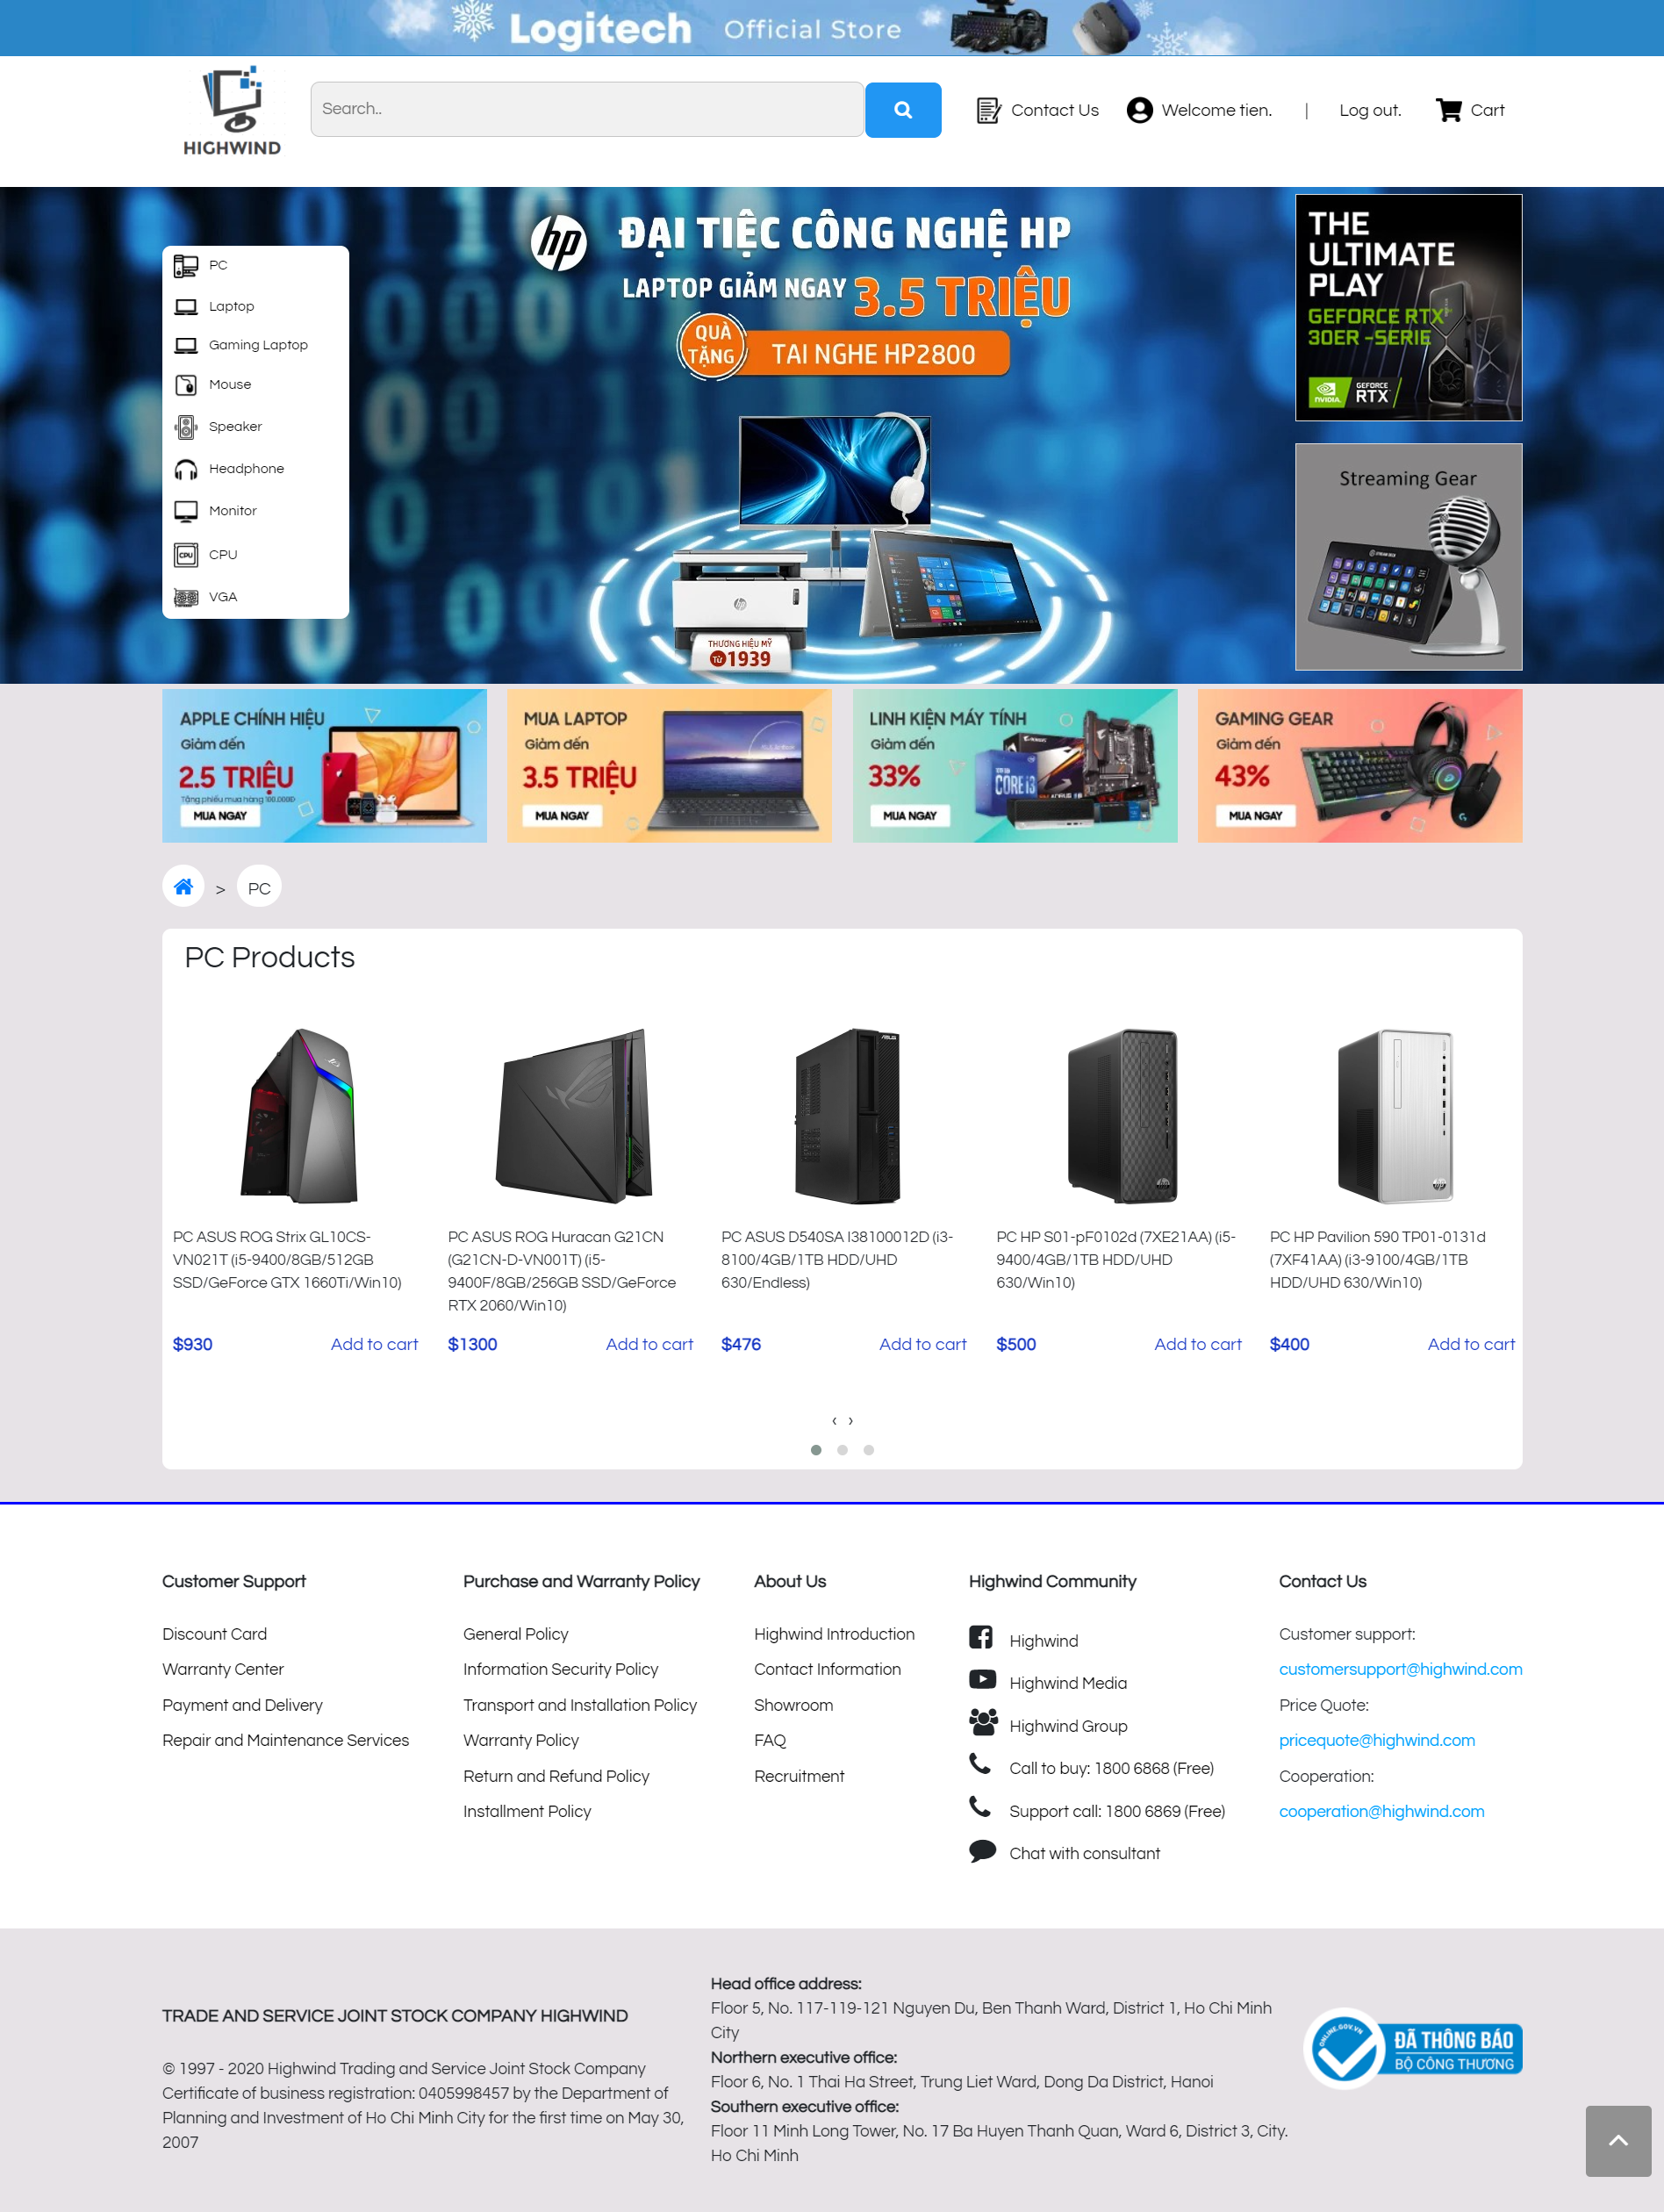 Logitech Official Store
HIGHWIND
Search..
Contact Us
Welcome tien.
|
Log out.
Cart
PC
Laptop
Gaming Laptop
Mouse
Speaker
Headphone
Monitor
CPU
CPU
VGA
hp
ĐẠI TIỆC CÔNG NGHỆ HP
LAPTOP GIẢM NGAY 3.5 TRIỆU
QUÀ
TẶNG
TAI NGHE HP2800
THƯƠNG HIỆU MỸ
Từ 1939
THE
ULTIMATE
PLAY
GEFORCE RTX
30ER -SERIE
NVIDIA.
GEFORCE
RTX
Streaming Gear
APPLE CHÍNH HIỆU
Giảm đến
2.5 TRIỆU
Tặng phiếu mua hàng 100.000Đ
MUA NGAY
MUA LAPTOP
Giảm đến
3.5 TRIỆU
MUA NGAY
LINH KIỆN MÁY TÍNH
Giảm đến
33%
MUA NGAY
CORE i3
GAMING GEAR
Giảm đến
43%
MUA NGAY
>
PC
PC Products
PC ASUS ROG Strix GL10CS-
VN021T (i5-9400/8GB/512GB
SSD/GeForce GTX 1660Ti/Win10)
$930
Add to cart
PC ASUS ROG Huracan G21CN
(G21CN-D-VN001T) (i5-
9400F/8GB/256GB SSD/GeForce
RTX 2060/Win10)
$1300
Add to cart
ASUS
PC ASUS D540SA I38100012D (i3-
8100/4GB/1TB HDD/UHD
630/Endless)
$476
Add to cart
PC HP S01-pF0102d (7XE21AA) (i5-
9400/4GB/1TB HDD/UHD
630/Win10)
$500
Add to cart
PC HP Pavilion 590 TP01-0131d
(7XF41AA) (i3-9100/4GB/1TB
HDD/UHD 630/Win10)
$400
Add to cart
‹ ›
Customer Support
Discount Card
Warranty Center
Payment and Delivery
Repair and Maintenance Services
Purchase and Warranty Policy
General Policy
Information Security Policy
Transport and Installation Policy
Warranty Policy
Return and Refund Policy
Installment Policy
About Us
Highwind Introduction
Contact Information
Showroom
FAQ
Recruitment
Highwind Community
Highwind
Highwind Media
Highwind Group
Call to buy: 1800 6868 (Free)
Support call: 1800 6869 (Free)
Chat with consultant
Contact Us
Customer support:
customersupport@highwind.com
Price Quote:
pricequote@highwind.com
Cooperation:
cooperation@highwind.com
TRADE AND SERVICE JOINT STOCK COMPANY HIGHWIND
© 1997 - 2020 Highwind Trading and Service Joint Stock Company
Certificate of business registration: 0405998457 by the Department of
Planning and Investment of Ho Chi Minh City for the first time on May 30,
2007
Head office address:
Floor 5, No. 117-119-121 Nguyen Du, Ben Thanh Ward, District 1, Ho Chi Minh
City
Northern executive office:
Floor 6, No. 1 Thai Ha Street, Trung Liet Ward, Dong Da District, Hanoi
Southern executive office:
Floor 11 Minh Long Tower, No. 17 Ba Huyen Thanh Quan, Ward 6, District 3, City.
Ho Chi Minh
ONLINE.GOV.VN
ĐÃ THÔNG BÁO
BỘ CÔNG THƯƠNG